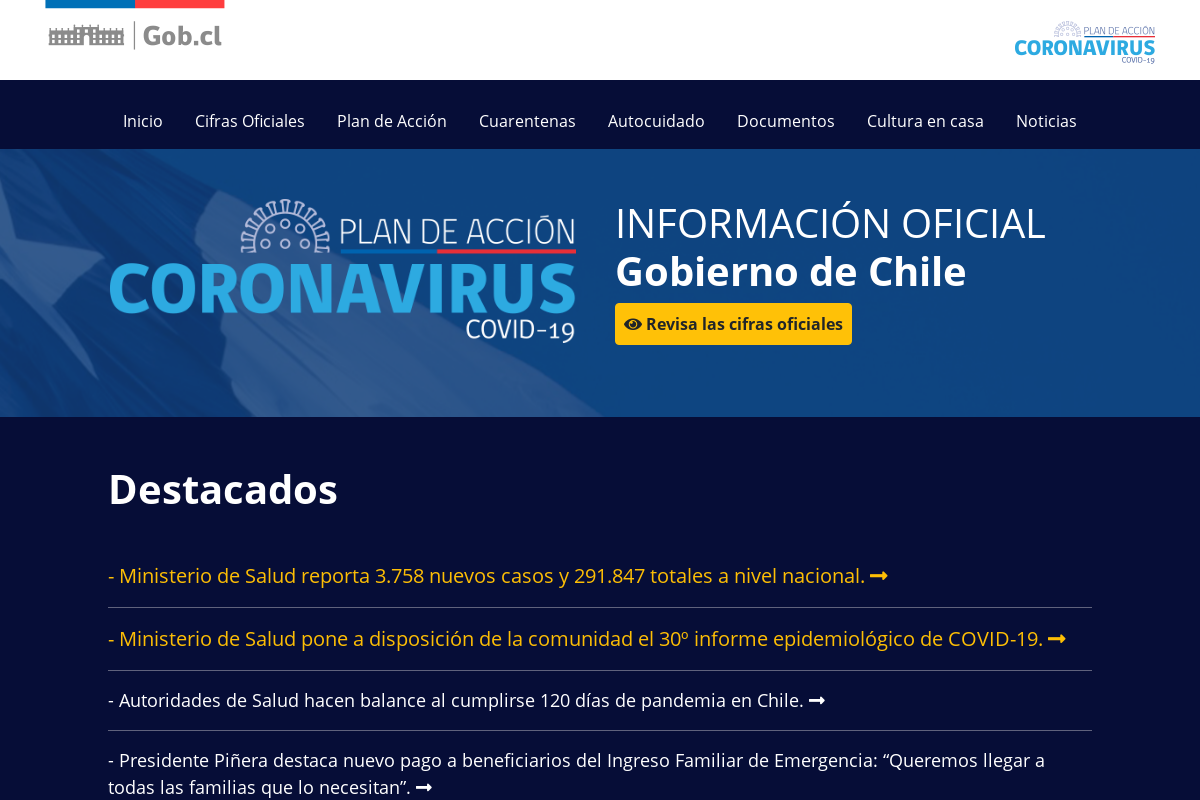 Gob.cl
PLAN DE ACCIÓN
CORONAVIRUS
COVID-19
Inicio Cifras Oficiales Plan de Acción Cuarentenas Autocuidado Documentos Cultura en casa Noticias
PLAN DE ACCIÓN
CORONAVIRUS
COVID-19
INFORMACIÓN OFICIAL
Gobierno de Chile
Revisa las cifras oficiales
Destacados
- Ministerio de Salud reporta 3.758 nuevos casos y 291.847 totales a nivel nacional.
- Ministerio de Salud pone a disposición de la comunidad el 30º informe epidemiológico de COVID-19.
- Autoridades de Salud hacen balance al cumplirse 120 días de pandemia en Chile.
- Presidente Piñera destaca nuevo pago a beneficiarios del Ingreso Familiar de Emergencia: “Queremos llegar a
todas las familias que lo necesitan”.